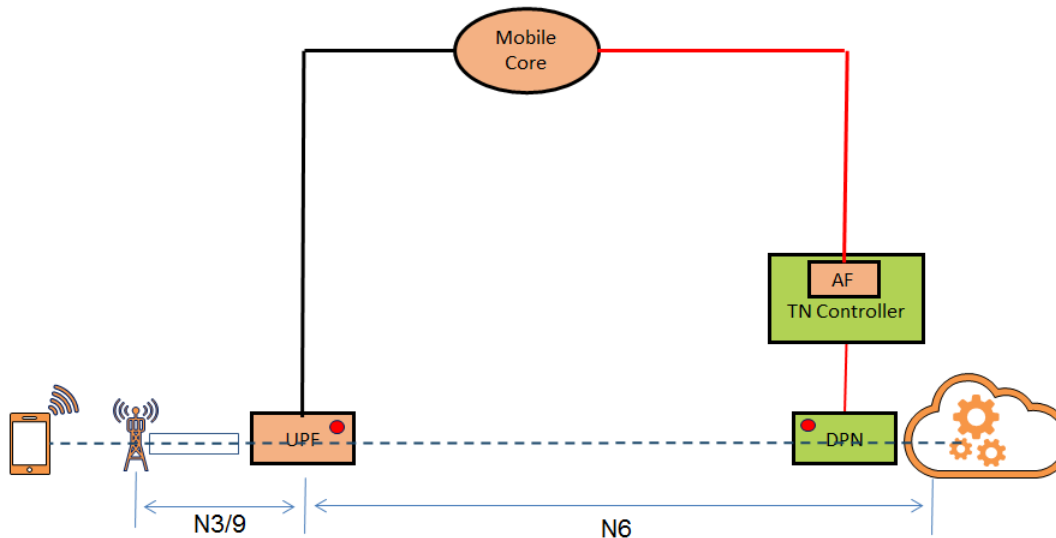 Mobile
Core
AF
TN Controller
UPF
DPN
N3/9
N6